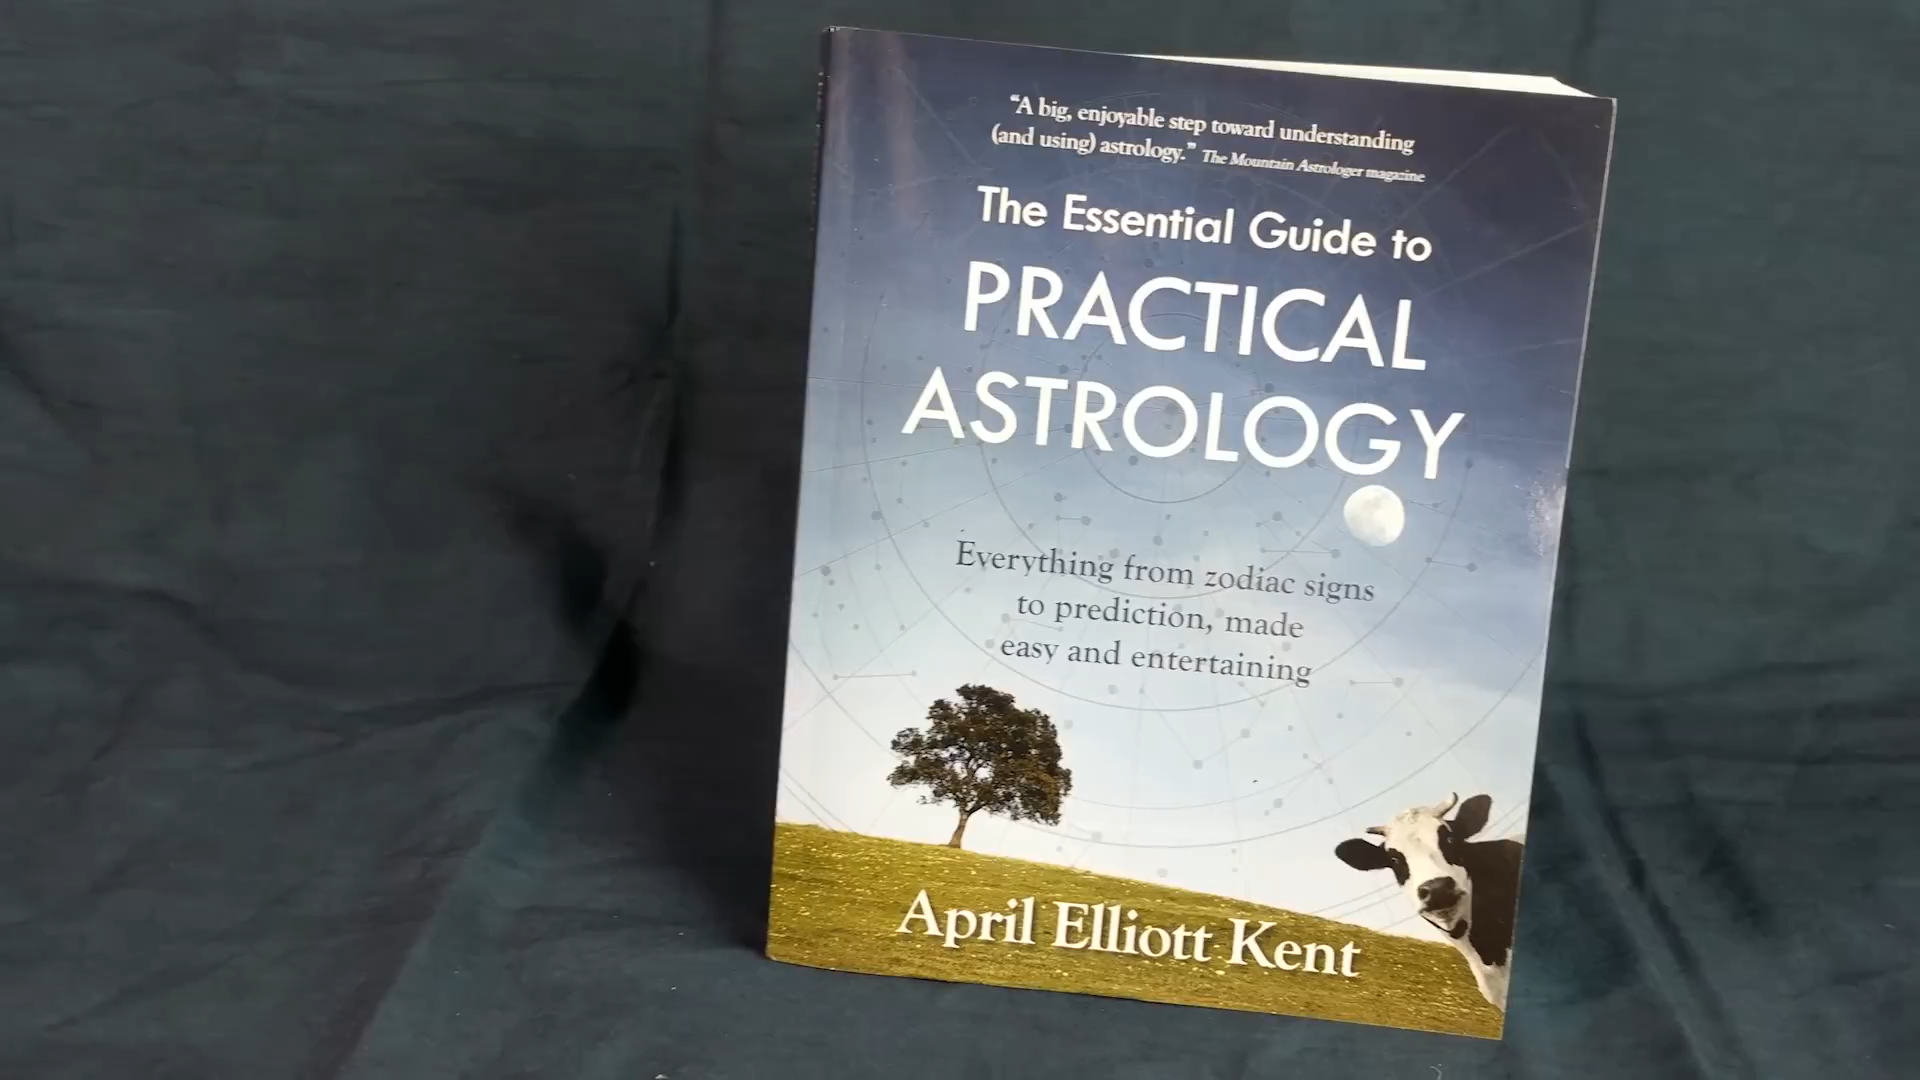 “A big, enjoyable step toward understanding
(and using) astrology.” The Mountain Astrologer magazine
The Essential Guide to
PRACTICAL
ASTROLOGY
Everything from zodiac signs
to prediction, made
easy and entertaining
April Elliott Kent